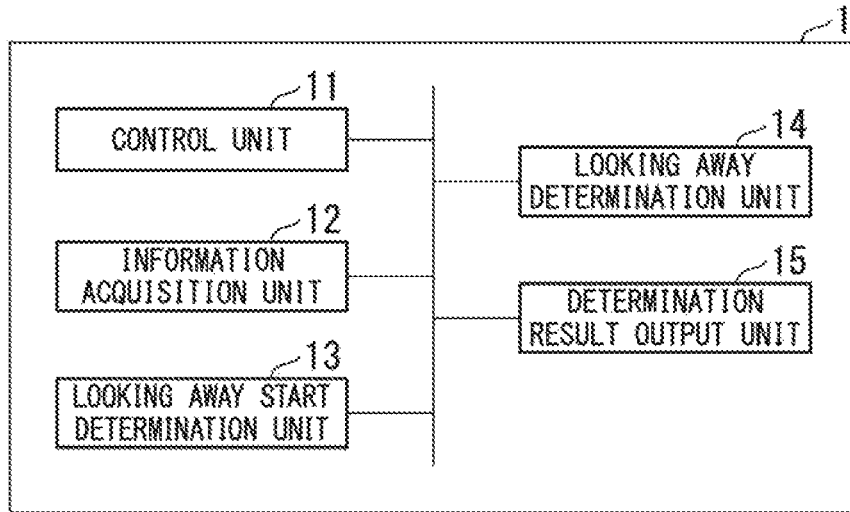 1
11
CONTROL UNIT
12
INFORMATION
ACQUISITION UNIT
13
LOOKING AWAY START
DETERMINATION UNIT
14
LOOKING AWAY
DETERMINATION UNIT
15
DETERMINATION
RESULT OUTPUT UNIT